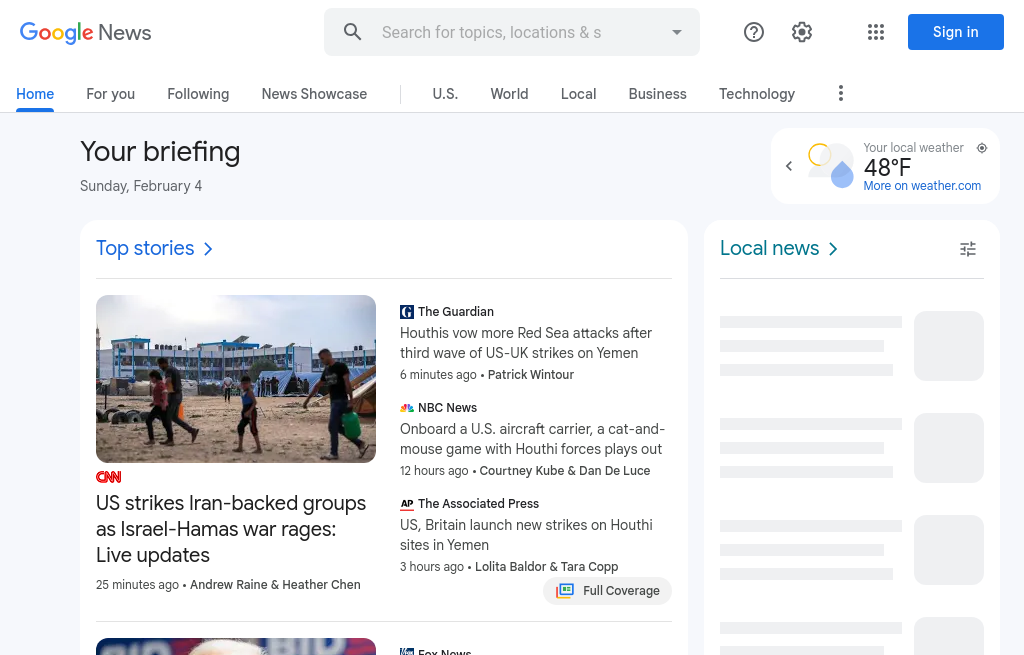 Google News
Search for topics, locations & s
Sign in
Home
For you
Following
News Showcase
U.S.
World
Local
Business
Technology
Your briefing
Sunday, February 4
Your local weather
48°F
More on weather.com
Top stories
Local news
CNN
US strikes Iran-backed groups
as Israel-Hamas war rages:
Live updates
25 minutes ago • Andrew Raine & Heather Chen
The Guardian
Houthis vow more Red Sea attacks after
third wave of US-UK strikes on Yemen
6 minutes ago • Patrick Wintour
NBC News
Onboard a U.S. aircraft carrier, a cat-and-
mouse game with Houthi forces plays out
12 hours ago • Courtney Kube & Dan De Luce
AP The Associated Press
US, Britain launch new strikes on Houthi
sites in Yemen
3 hours ago • Lolita Baldor & Tara Copp
Full Coverage
Fox News